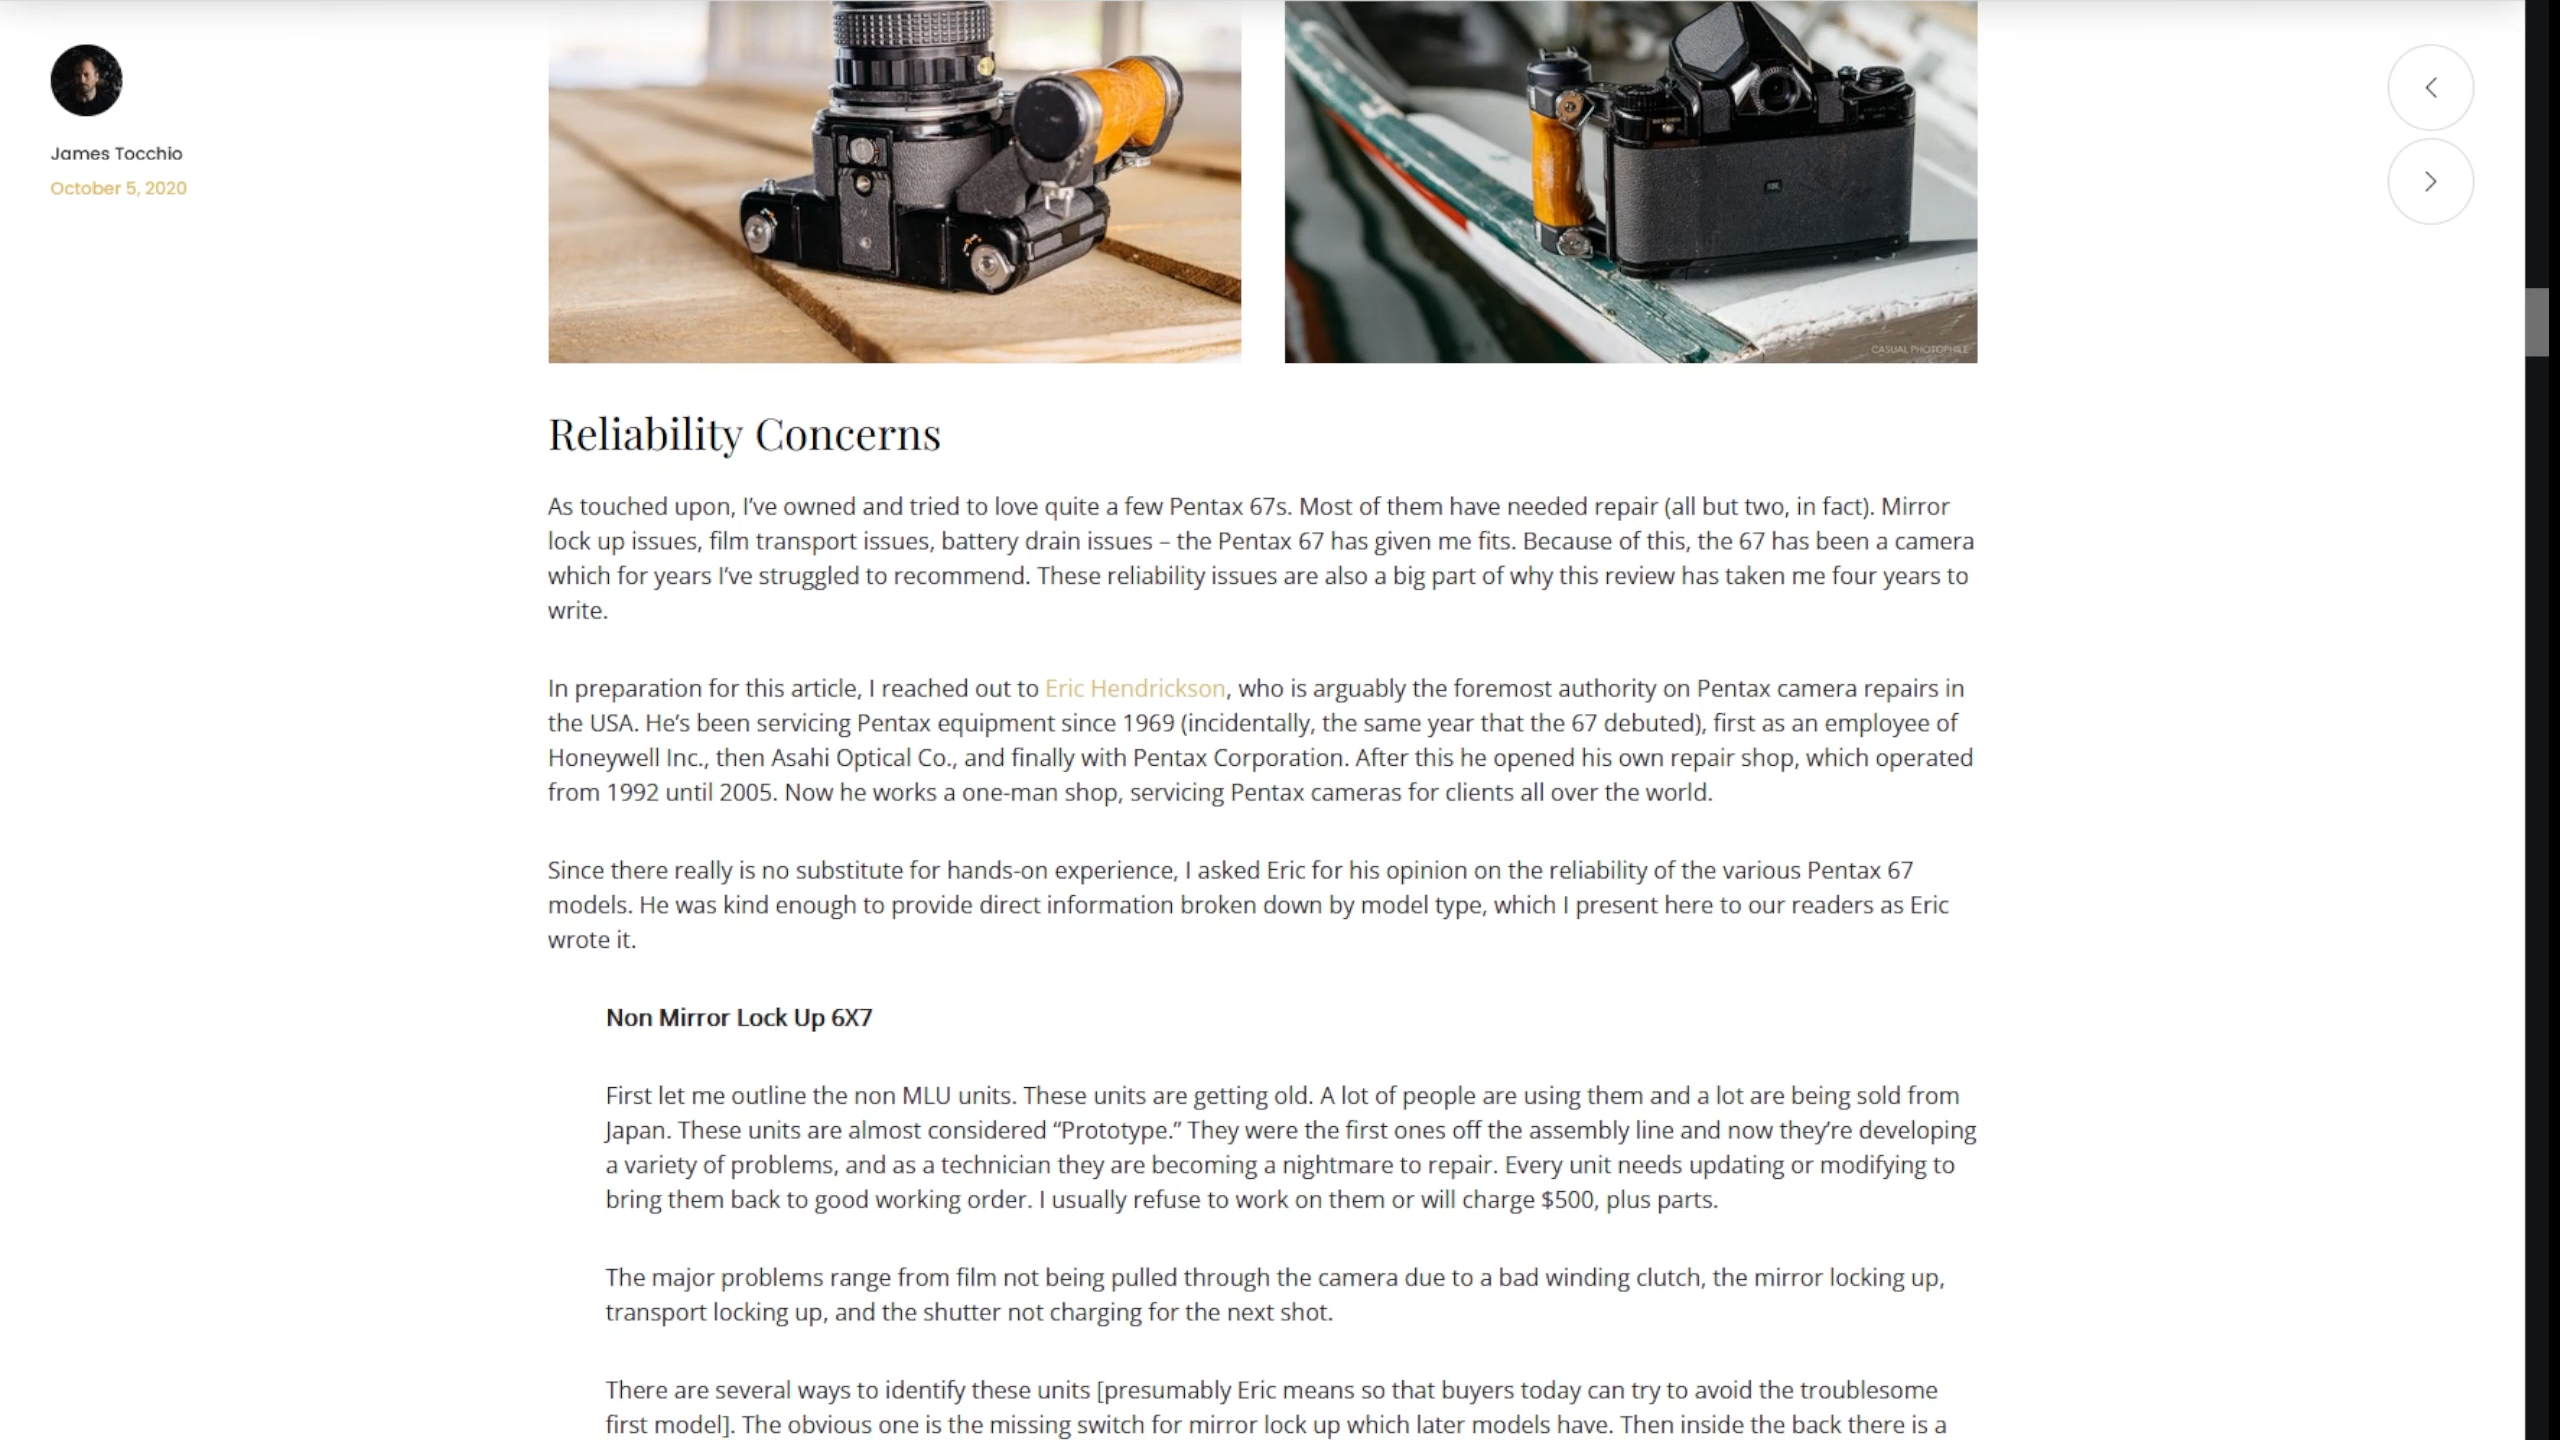 James Tocchio
October 5, 2020
CASUAL PHOTOPHILE
Reliability Concerns
As touched upon, I’ve owned and tried to love quite a few Pentax 67s. Most of them have needed repair (all but two, in fact). Mirror
lock up issues, film transport issues, battery drain issues – the Pentax 67 has given me fits. Because of this, the 67 has been a camera
which for years I’ve struggled to recommend. These reliability issues are also a big part of why this review has taken me four years to
write.
In preparation for this article, I reached out to Eric Hendrickson, who is arguably the foremost authority on Pentax camera repairs in
the USA. He’s been servicing Pentax equipment since 1969 (incidentally, the same year that the 67 debuted), first as an employee of
Honeywell Inc., then Asahi Optical Co., and finally with Pentax Corporation. After this he opened his own repair shop, which operated
from 1992 until 2005. Now he works a one-man shop, servicing Pentax cameras for clients all over the world.
Since there really is no substitute for hands-on experience, I asked Eric for his opinion on the reliability of the various Pentax 67
models. He was kind enough to provide direct information broken down by model type, which I present here to our readers as Eric
wrote it.
Non Mirror Lock Up 6X7
First let me outline the non MLU units. These units are getting old. A lot of people are using them and a lot are being sold from
Japan. These units are almost considered “Prototype.” They were the first ones off the assembly line and now they’re developing
a variety of problems, and as a technician they are becoming a nightmare to repair. Every unit needs updating or modifying to
bring them back to good working order. I usually refuse to work on them or will charge $500, plus parts.
The major problems range from film not being pulled through the camera due to a bad winding clutch, the mirror locking up,
transport locking up, and the shutter not charging for the next shot.
There are several ways to identify these units [presumably Eric means so that buyers today can try to avoid the troublesome
first model]. The obvious one is the missing switch for mirror lock up which later models have. Then inside the back there is a